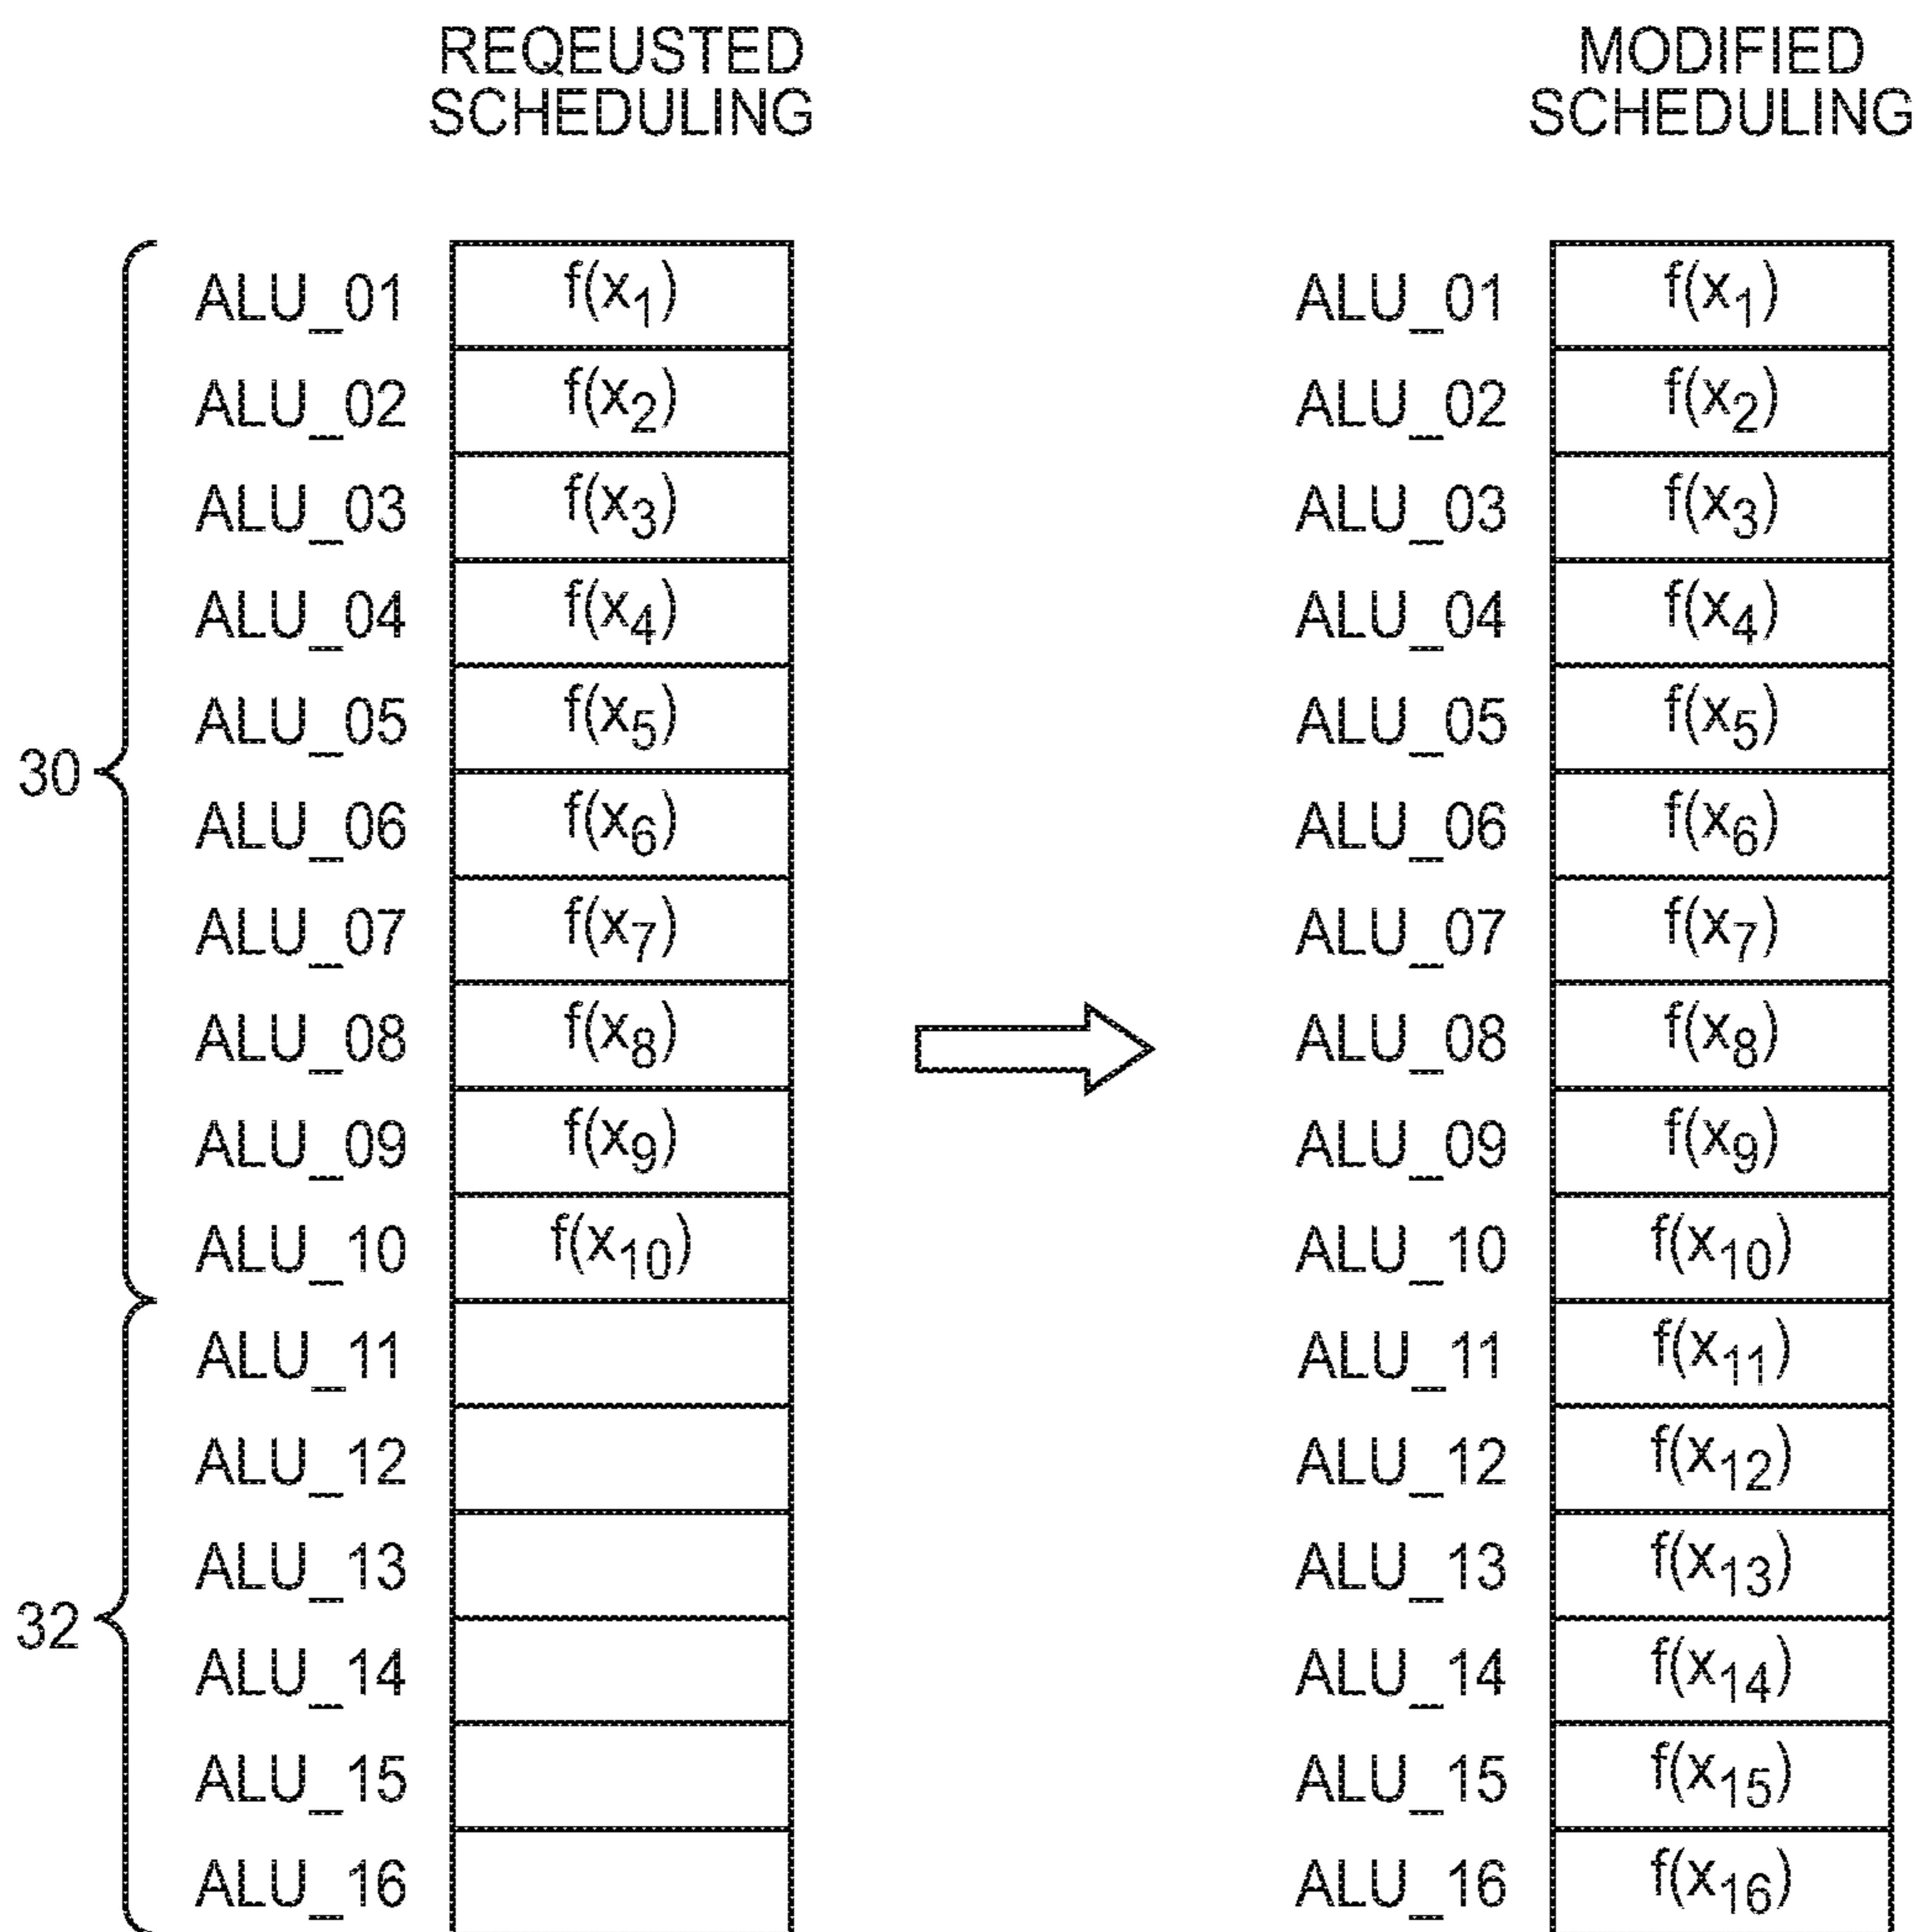 REQEUSTED
SCHEDULING
MODIFIED
SCHEDULING
ALU_01 f(x₁) ALU_01 f(x₁)
ALU_02 f(x₂) ALU_02 f(x₂)
ALU_03 f(x₃) ALU_03 f(x₃)
ALU_04 f(x₄) ALU_04 f(x₄)
ALU_05 f(x₅) ALU_05 f(x₅)
30
ALU_06 f(x₆) ALU_06 f(x₆)
ALU_07 f(x₇) ALU_07 f(x₇)
ALU_08 f(x₈) ALU_08 f(x₈)
ALU_09 f(x₉) ALU_09 f(x₉)
ALU_10 f(x₁₀) ALU_10 f(x₁₀)
ALU_11 ALU_11 f(x₁₁)
ALU_12 ALU_12 f(x₁₂)
ALU_13 ALU_13 f(x₁₃)
32
ALU_14 ALU_14 f(x₁₄)
ALU_15 ALU_15 f(x₁₅)
ALU_16 ALU_16 f(x₁₆)